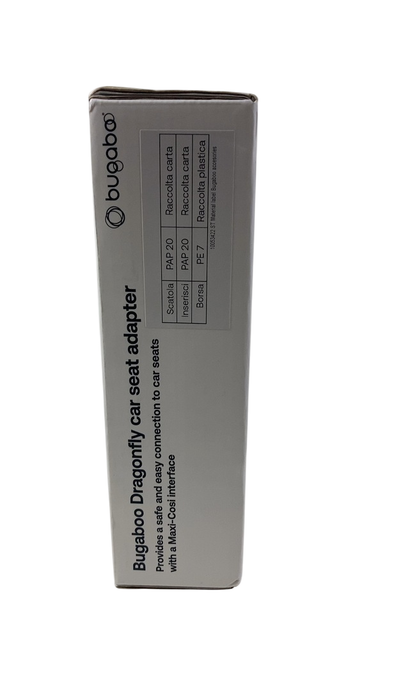 bugaboo
Bugaboo Dragonfly car seat adapter
Provides a safe and easy connection to car seats
with a Maxi-Cosi interface
Scatola PAP 20 Raccolta carta
Inserisci PAP 20 Raccolta carta
Borsa PE 7 Raccolta plastica